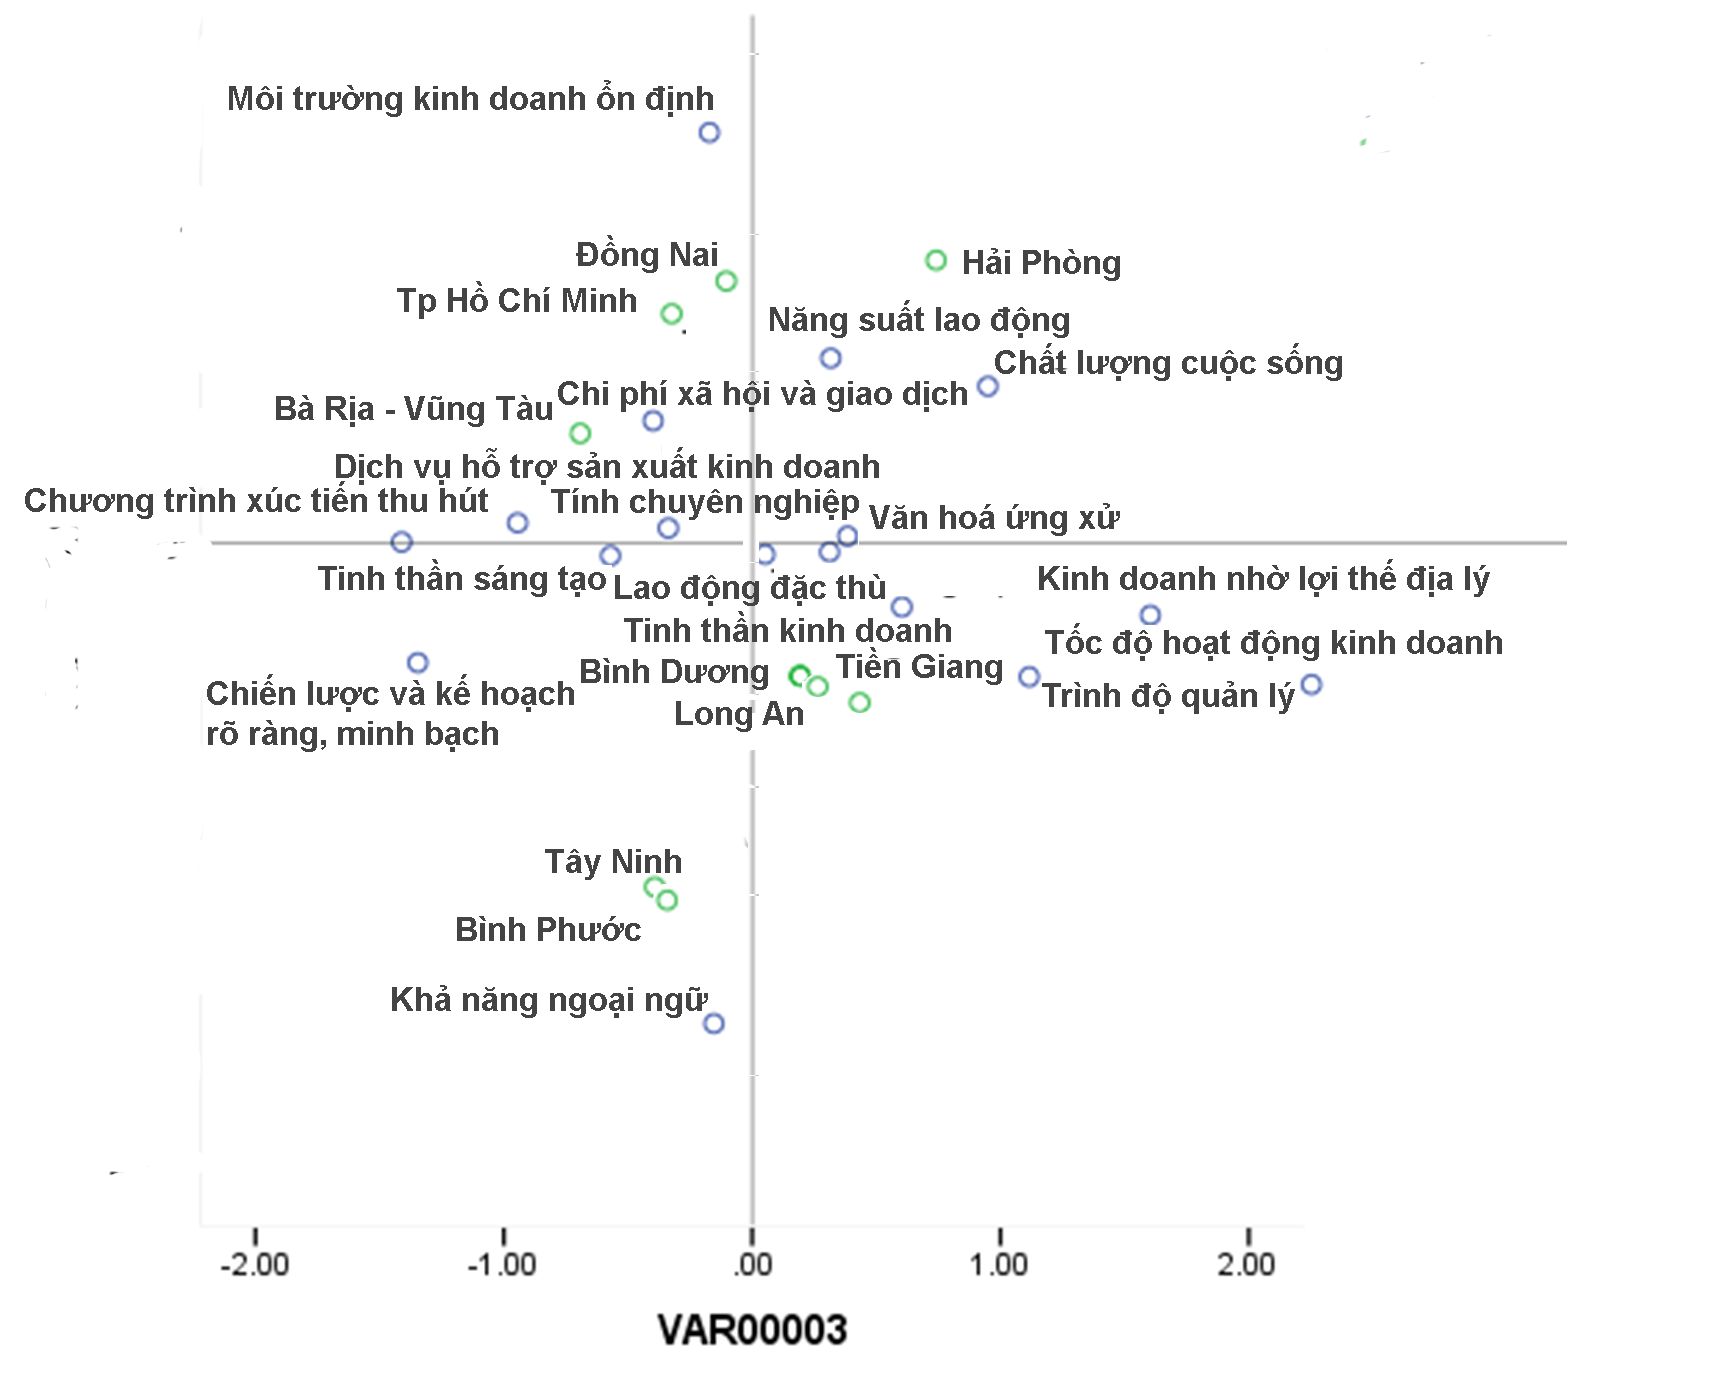 Môi trường kinh doanh ổn định
Đồng Nai
Hải Phòng
Tp Hồ Chí Minh
Năng suất lao động
Chất lượng cuộc sống
Chi phí xã hội và giao dịch
Bà Rịa - Vũng Tàu
Dịch vụ hỗ trợ sản xuất kinh doanh
Chương trình xúc tiến thu hút
Tính chuyên nghiệp
Văn hoá ứng xử
Tinh thần sáng tạo
Lao động đặc thù
Kinh doanh nhờ lợi thế địa lý
Tinh thần kinh doanh
Tốc độ hoạt động kinh doanh
Bình Dương
Tiền Giang
Chiến lược và kế hoạch
rõ ràng, minh bạch
Trình độ quản lý
Long An
Tây Ninh
Bình Phước
Khả năng ngoại ngữ
-2.00
-1.00
.00
1.00
2.00
VAR00003